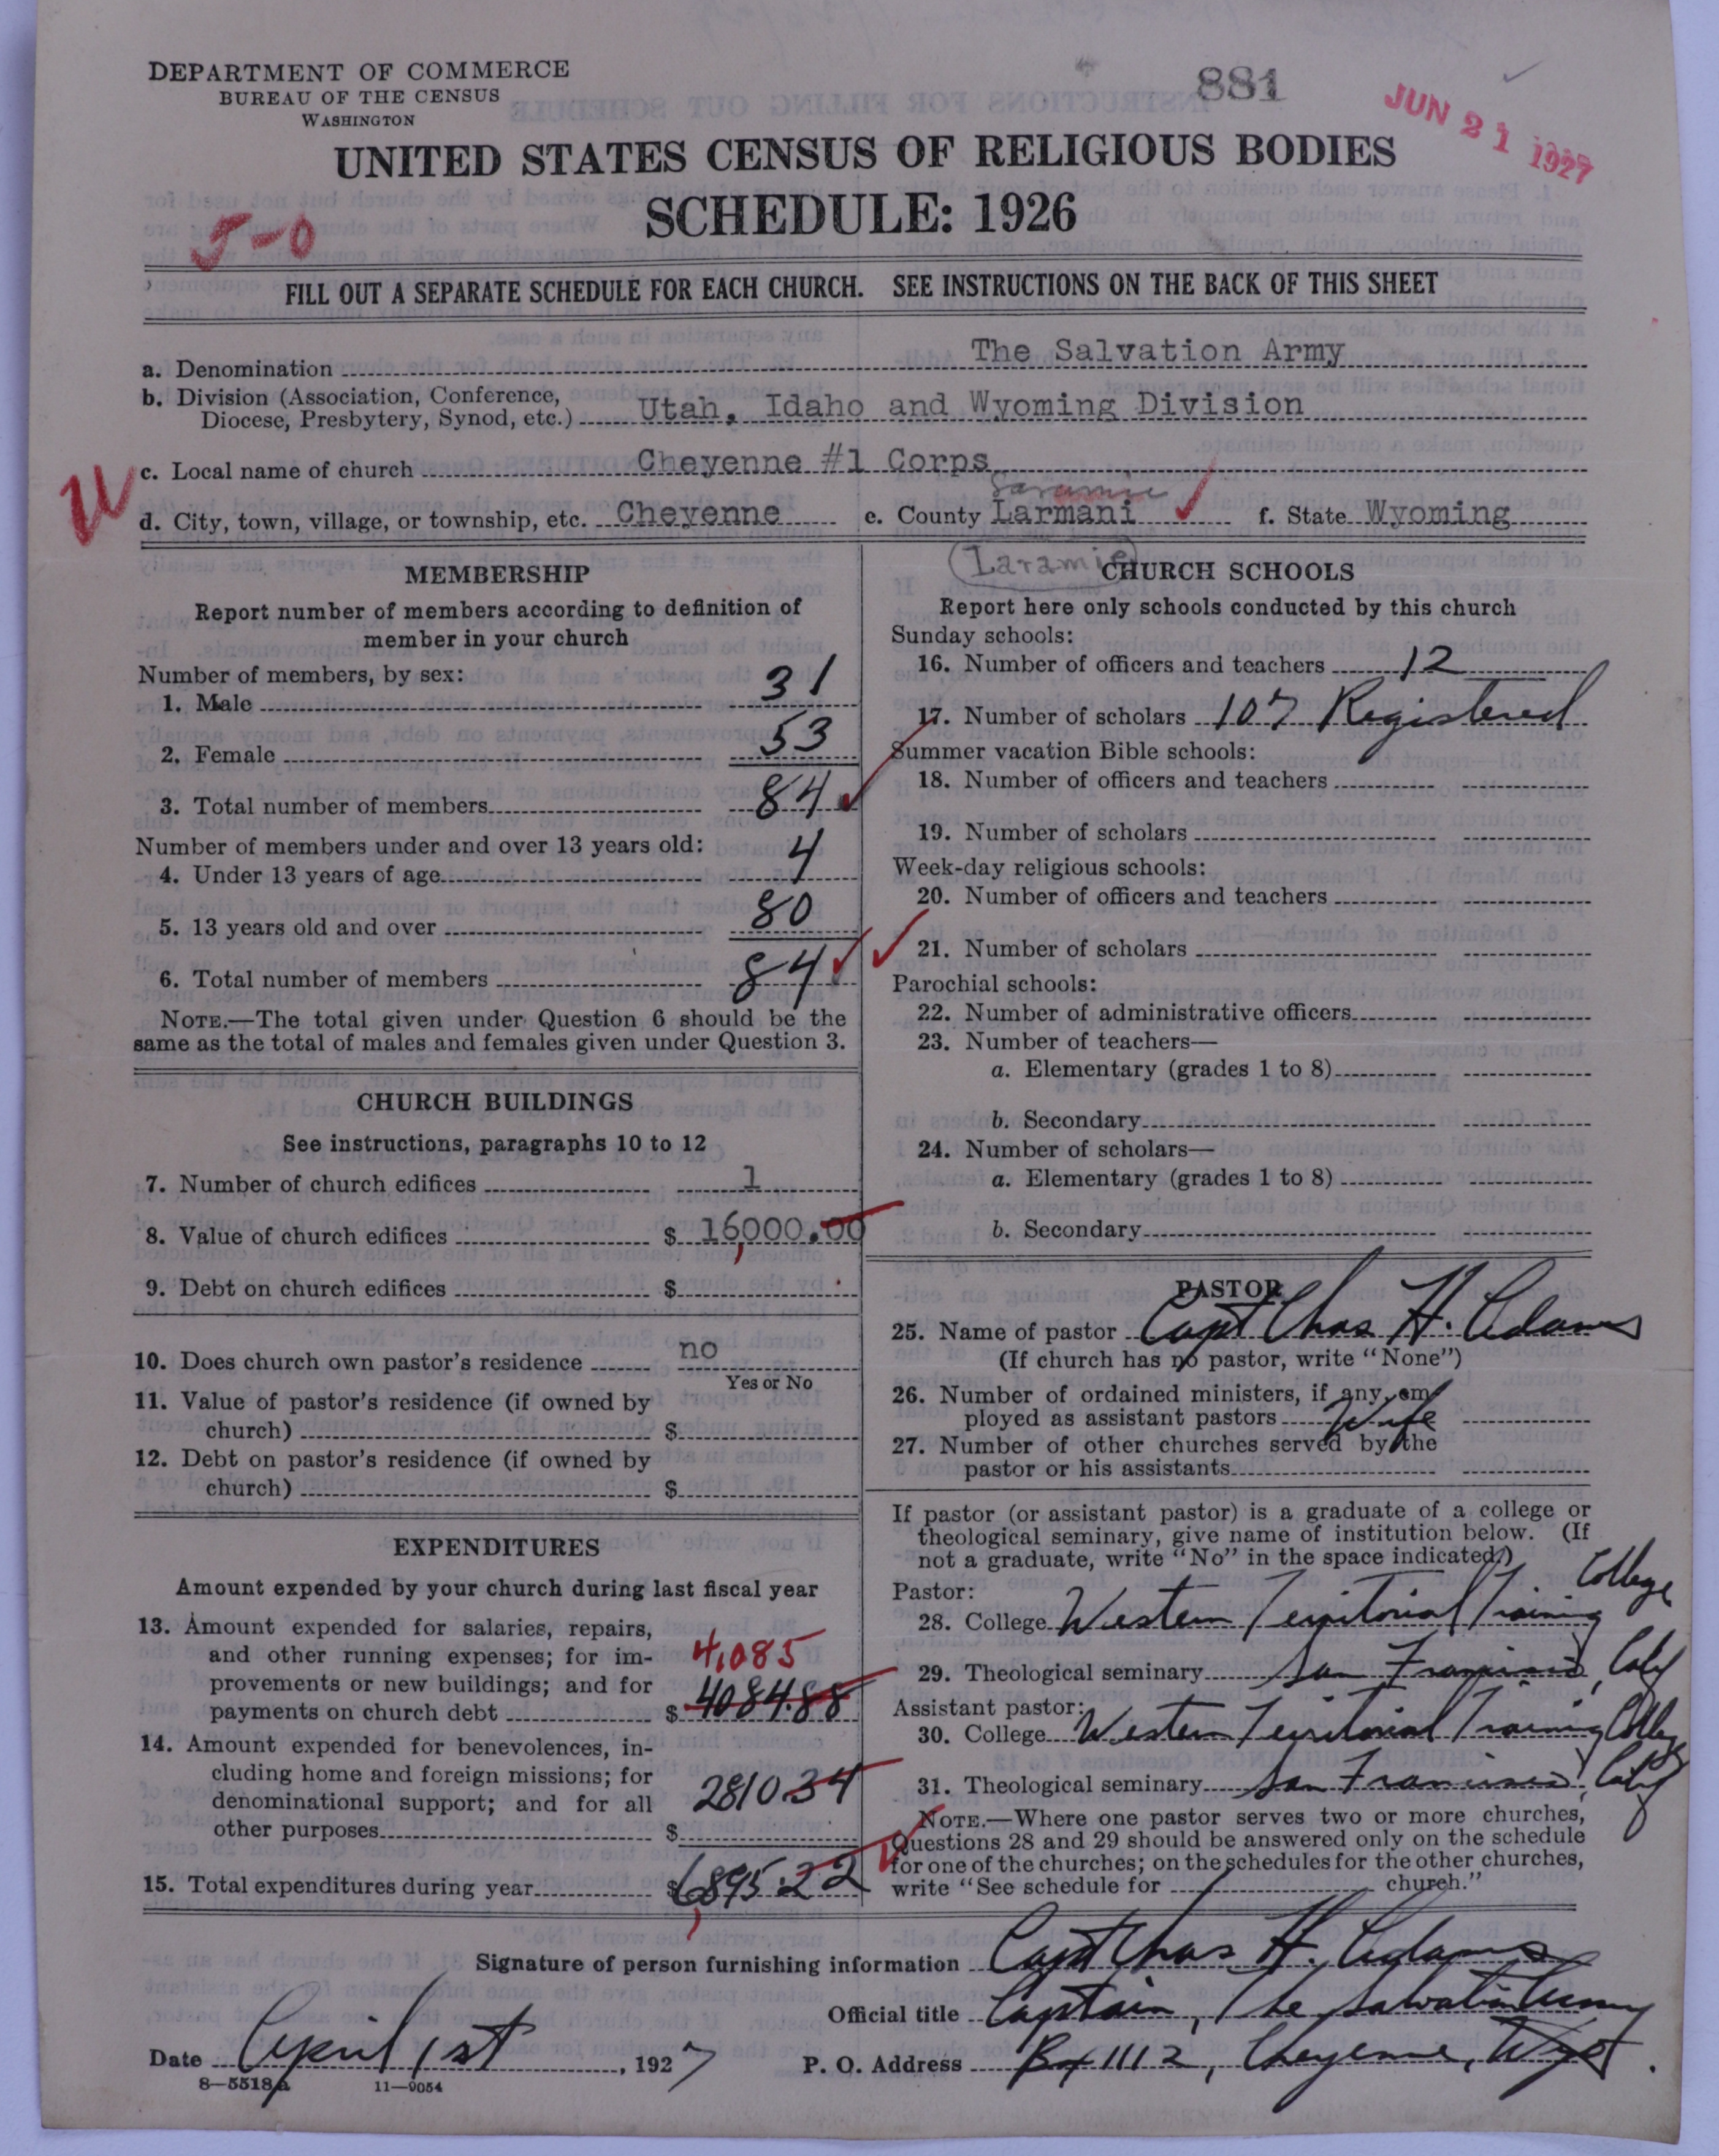 DEPARTMENT OF COMMERCE
BUREAU OF THE CENSUS
WASHINGTON
881
JUN 21 1927
UNITED STATES CENSUS OF RELIGIOUS BODIES
SCHEDULE: 1926
5-0
FILL OUT A SEPARATE SCHEDULE FOR EACH CHURCH. SEE INSTRUCTIONS ON THE BACK OF THIS SHEET
a. Denomination The Salvation Army
b. Division (Association, Conference,
Diocese, Presbytery, Synod, etc.) Utah, Idaho and Wyoming Division
c. Local name of church Cheyenne #1 Corps
Laramie
d. City, town, village, or township, etc. Cheyenne e. County Larmani f. State Wyoming
Laramie
MEMBERSHIP
Report number of members according to definition of
member in your church
Number of members, by sex:
1. Male 31
2. Female 53
3. Total number of members 84
Number of members under and over 13 years old:
4. Under 13 years of age 4
5. 13 years old and over 80
6. Total number of members 84
NOTE.—The total given under Question 6 should be the
same as the total of males and females given under Question 3.
CHURCH BUILDINGS
See instructions, paragraphs 10 to 12
7. Number of church edifices 1
8. Value of church edifices $ 16,000.00
9. Debt on church edifices $
10. Does church own pastor's residence no
Yes or No
11. Value of pastor's residence (if owned by
church) $
12. Debt on pastor's residence (if owned by
church) $
EXPENDITURES
Amount expended by your church during last fiscal year
13. Amount expended for salaries, repairs,
and other running expenses; for im-
4,085
provements or new buildings; and for
payments on church debt $ 4084.88
14. Amount expended for benevolences, in-
cluding home and foreign missions; for
denominational support; and for all 2810.34
other purposes $
15. Total expenditures during year $ 6,895.22
CHURCH SCHOOLS
Report here only schools conducted by this church
Sunday schools:
16. Number of officers and teachers 12
17. Number of scholars 107 Registered
Summer vacation Bible schools:
18. Number of officers and teachers
19. Number of scholars
Week-day religious schools:
20. Number of officers and teachers
21. Number of scholars
Parochial schools:
22. Number of administrative officers
23. Number of teachers—
a. Elementary (grades 1 to 8)
b. Secondary
24. Number of scholars—
a. Elementary (grades 1 to 8)
b. Secondary
PASTOR
25. Name of pastor Capt Chas H. Adams
(If church has no pastor, write "None")
26. Number of ordained ministers, if any, em
ployed as assistant pastors Wife
27. Number of other churches served by the
pastor or his assistants
If pastor (or assistant pastor) is a graduate of a college or
theological seminary, give name of institution below. (If
not a graduate, write "No" in the space indicated.)
Pastor:
28. College Western Territorial Training College
29. Theological seminary San Francisco, Calif
Assistant pastor:
30. College Western Territorial Training College
31. Theological seminary San Francisco, Calif
NOTE.—Where one pastor serves two or more churches,
Questions 28 and 29 should be answered only on the schedule
for one of the churches; on the schedules for the other churches,
write "See schedule for church."
Signature of person furnishing information Capt Chas H. Adams
Official title Captain, The Salvation Army
Date April 1st, 1927 P. O. Address Bx 1112, Cheyenne, Wyo.
8—5518a 11—9054